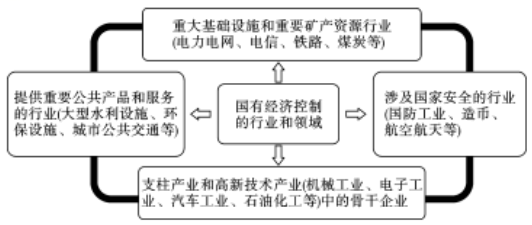 重大基础设施和重要矿产资源行业
(电力电网、电信、铁路、煤炭等)
提供重要公共产品和服务
的行业(大型水利设施、环
保设施、城市公共交通等)
国有经济控制
的行业和领域
涉及国家安全的行业
(国防工业、造币、
航空航天等)
支柱产业和高新技术产业(机械工业、电子工
业、汽车工业、石油化工等)中的骨干企业